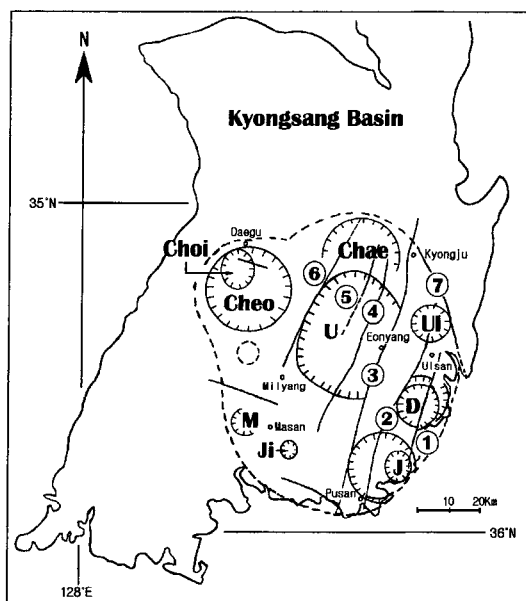 N
Kyongsang Basin
35°N
Daegu
Choi
Chae
Kyongju
6
7
Cheo
5
4
U
Ul
Eonyang
Ulsan
3
Milyang
D
M
Masan
2
1
Ji
J
Pusan
10 20Km
36°N
128°E